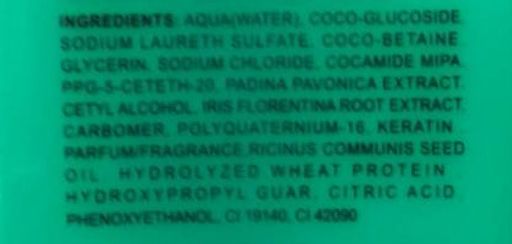 INGREDIENTS: AQUA(WATER), COCO-GLUCOSIDE,
SODIUM LAURETH SULFATE, COCO-BETAINE,
GLYCERIN, SODIUM CHLORIDE, COCAMIDE MIPA,
PPG-5-CETETH-20, PADINA PAVONICA EXTRACT,
CETYL ALCOHOL, IRIS FLORENTINA ROOT EXTRACT,
CARBOMER, POLYQUATERNIUM-16, KERATIN,
PARFUM/FRAGRANCE,RICINUS COMMUNIS SEED
OIL, HYDROLYZED WHEAT PROTEIN,
HYDROXYPROPYL GUAR, CITRIC ACID,
PHENOXYETHANOL, CI 19140, CI 42090